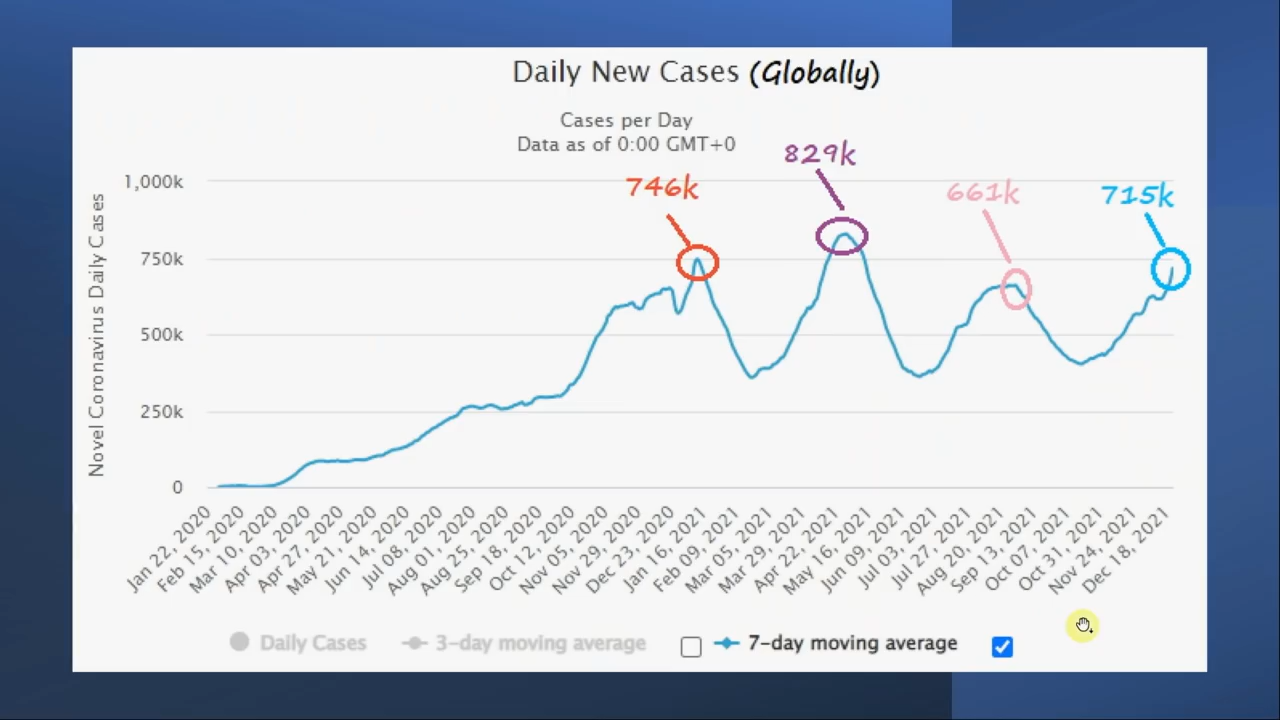 Daily New Cases (Globally)
Cases per Day
Data as of 0:00 GMT+0
829k
746k
661k
715k
Novel Coronavirus Daily Cases
1,000k
750k
500k
250k
0
Jan 22, 2020
Feb 15, 2020
Mar 10, 2020
Apr 03, 2020
Apr 27, 2020
May 21, 2020
Jun 14, 2020
Jul 08, 2020
Aug 01, 2020
Aug 25, 2020
Sep 18, 2020
Oct 12, 2020
Nov 05, 2020
Nov 29, 2020
Dec 23, 2020
Jan 16, 2021
Feb 09, 2021
Mar 05, 2021
Mar 29, 2021
Apr 22, 2021
May 16, 2021
Jun 09, 2021
Jul 03, 2021
Jul 27, 2021
Aug 20, 2021
Sep 13, 2021
Oct 07, 2021
Oct 31, 2021
Nov 24, 2021
Dec 18, 2021
Daily Cases
3-day moving average
7-day moving average